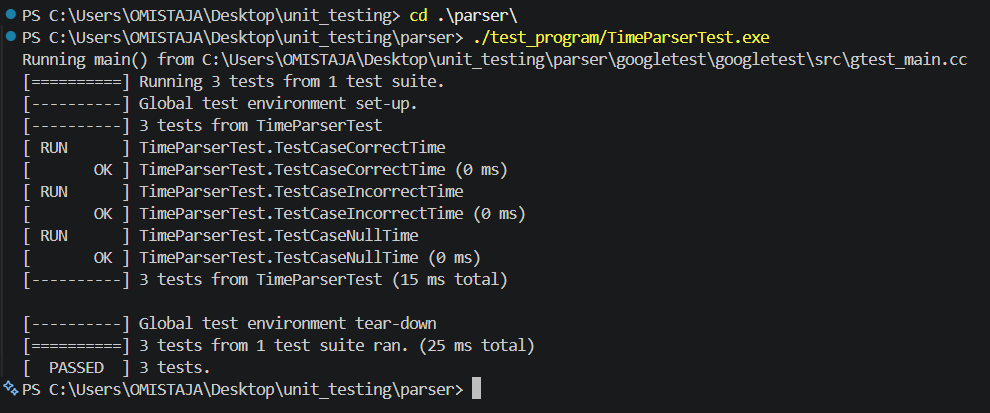 PS C:\Users\OMISTAJA\Desktop\unit_testing> cd .\parser\
PS C:\Users\OMISTAJA\Desktop\unit_testing\parser> ./test_program/TimeParserTest.exe
Running main() from C:\Users\OMISTAJA\Desktop\unit_testing\parser\googletest\googletest\src\gtest_main.cc
[==========] Running 3 tests from 1 test suite.
[----------] Global test environment set-up.
[----------] 3 tests from TimeParserTest
[ RUN      ] TimeParserTest.TestCaseCorrectTime
[       OK ] TimeParserTest.TestCaseCorrectTime (0 ms)
[ RUN      ] TimeParserTest.TestCaseIncorrectTime
[       OK ] TimeParserTest.TestCaseIncorrectTime (0 ms)
[ RUN      ] TimeParserTest.TestCaseNullTime
[       OK ] TimeParserTest.TestCaseNullTime (0 ms)
[----------] 3 tests from TimeParserTest (15 ms total)

[----------] Global test environment tear-down
[==========] 3 tests from 1 test suite ran. (25 ms total)
[  PASSED  ] 3 tests.
PS C:\Users\OMISTAJA\Desktop\unit_testing\parser>